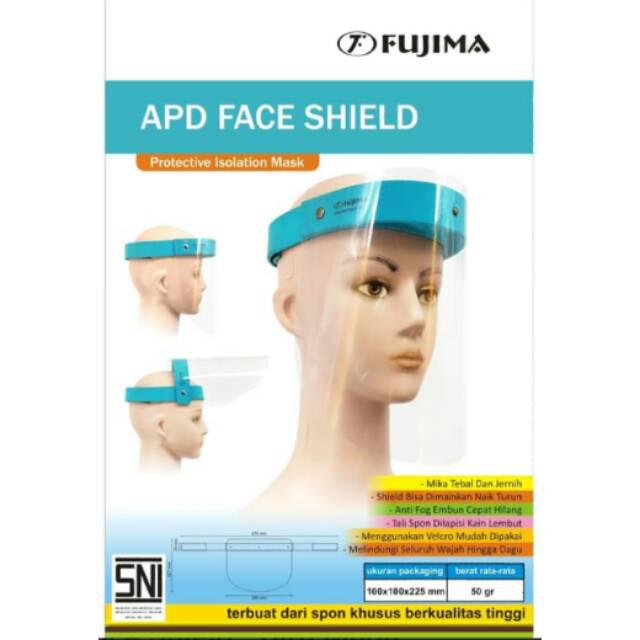 FUJIMA
APD FACE SHIELD
Protective Isolation Mask
FUJIMA
- Mika Tebal Dan Jernih
- Shield Bisa Dimainkan Naik Turun
- Anti Fog Embun Cepat Hilang
- Tali Spon Dilapisi Kain Lembut
- Menggunakan Velcro Mudah Dipakai
- Melindungi Seluruh Wajah Hingga Dagu
SNI
ukuran packaging
berat rata-rata
160x180x225 mm
50 gr
terbuat dari spon khusus berkualitas tinggi